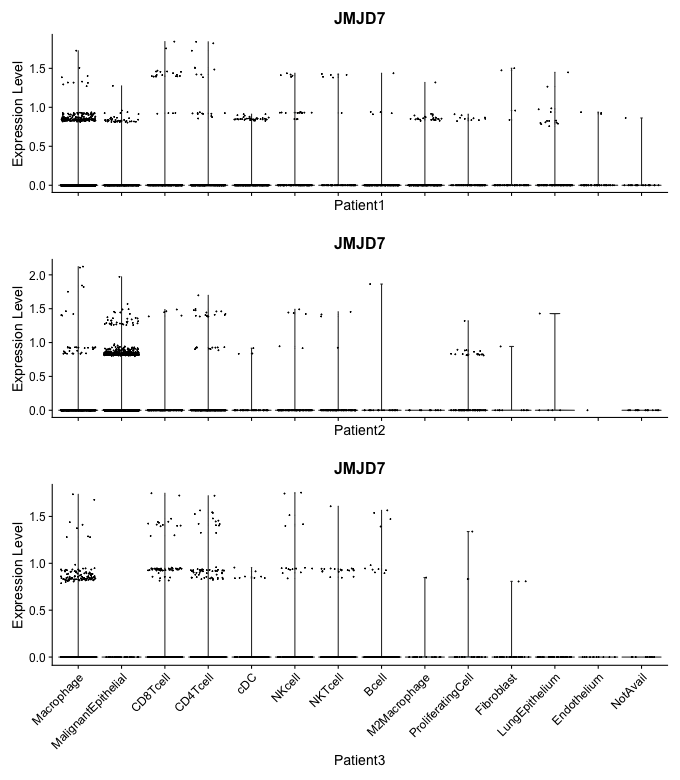 JMJD7
Expression Level
1.5
1.0
0.5
0.0
Patient1
JMJD7
Expression Level
2.0
1.5
1.0
0.5
0.0
Patient2
JMJD7
Expression Level
1.5
1.0
0.5
0.0
Macrophage
MalignantEpithelial
CD8Tcell
CD4Tcell
cDC
NKcell
NKTcell
Bcell
M2Macrophage
ProliferatingCell
Fibroblast
LungEpithelium
Endothelium
NotAvail
Patient3